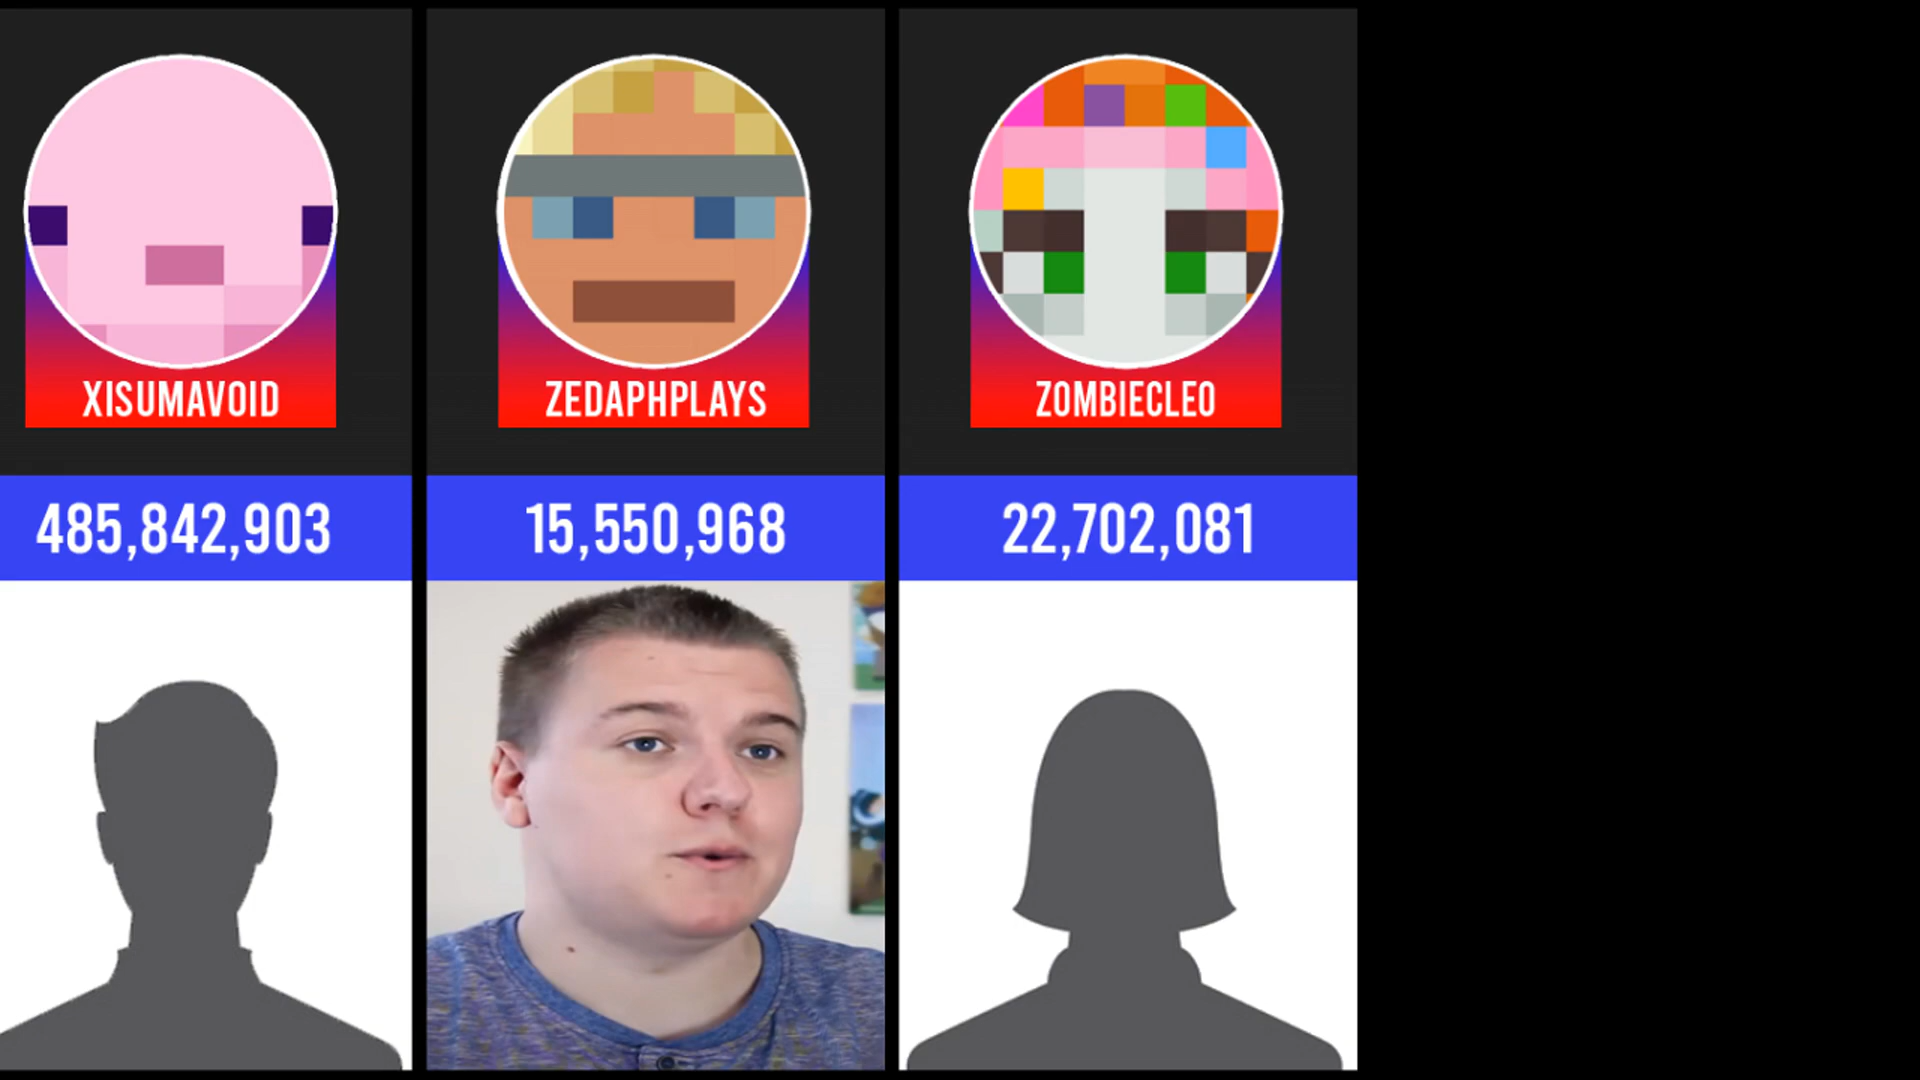 XISUMAVOID
ZEDAPHPLAYS
ZOMBIECLEO
485,842,903
15,550,968
22,702,081